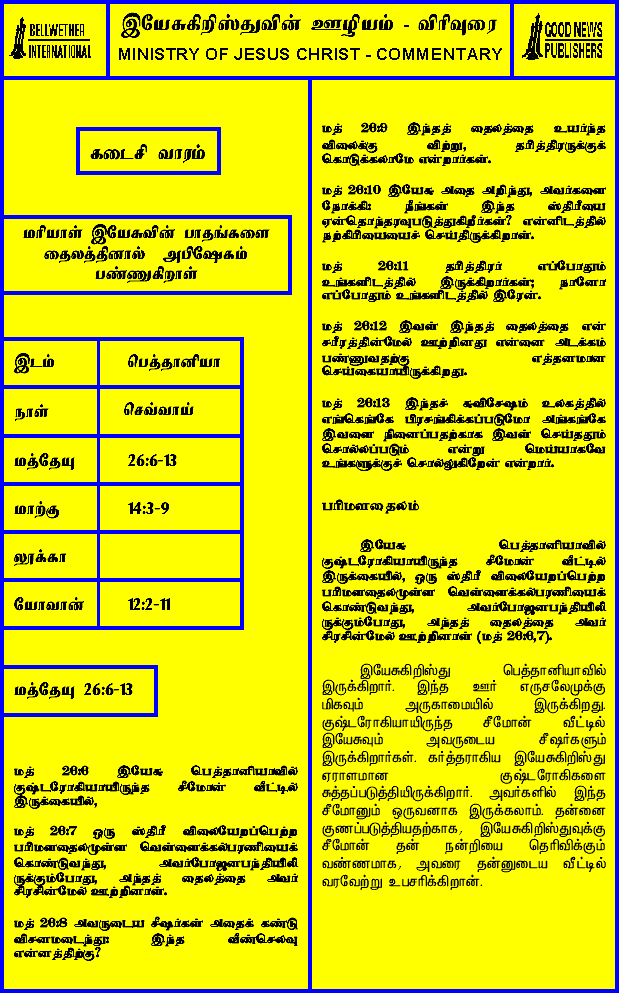 BELLWETHER
INTERNATIONAL
இயேசுகிறிஸ்துவின் ஊழியம் - விரிவுரை
MINISTRY OF JESUS CHRIST - COMMENTARY
GOOD NEWS
PUBLISHERS
கடைசி வாரம்
மரியாள் இயேசுவின் பாதங்களை
தைலத்தினால் அபிஷேகம்
பண்ணுகிறாள்
இடம் பெத்தானியா
நாள் செவ்வாய்
மத்தேயு 26:6-13
மாற்கு 14:3-9
லூக்கா
யோவான் 12:2-11
மத்தேயு 26:6-13
மத் 26:6 இயேசு பெத்தானியாவில்
குஷ்டரோகியாயிருந்த சீமோன் வீட்டில்
இருக்கையில்,
மத் 26:7 ஒரு ஸ்திரீ விலையேறப்பெற்ற
பரிமளதைலமுள்ள வெள்ளைக்கல்பரணியைக்
கொண்டுவந்து, அவர்போஜனபந்தியிலி
ருக்கும்போது, அந்தத் தைலத்தை அவர்
சிரசின்மேல் ஊற்றினாள்.
மத் 26:8 அவருடைய சீஷர்கள் அதைக் கண்டு
விசனமடைந்து: இந்த வீண்செலவு
என்னத்திற்கு?
மத் 26:9 இந்தத் தைலத்தை உயர்ந்த
விலைக்கு விற்று, தரித்திரருக்குக்
கொடுக்கலாமே என்றார்கள்.
மத் 26:10 இயேசு அதை அறிந்து, அவர்களை
நோக்கி: நீங்கள் இந்த ஸ்திரீயை
ஏன்தொந்தரவுபடுத்துகிறீர்கள்? என்னிடத்தில்
நற்கிரியையைச் செய்திருக்கிறாள்.
மத் 26:11 தரித்திரர் எப்போதும்
உங்களிடத்தில் இருக்கிறார்கள்; நானோ
எப்போதும் உங்களிடத்தில் இரேன்.
மத் 26:12 இவள் இந்தத் தைலத்தை என்
சரீரத்தின்மேல் ஊற்றினது என்னை அடக்கம்
பண்ணுவதற்கு எத்தனமான
செய்கையாயிருக்கிறது.
மத் 26:13 இந்தச் சுவிசேஷம் உலகத்தில்
எங்கெங்கே பிரசங்கிக்கப்படுமோ அங்கங்கே
இவளை நினைப்பதற்காக இவள் செய்ததும்
சொல்லப்படும் என்று மெய்யாகவே
உங்களுக்குச் சொல்லுகிறேன் என்றார்.
பரிமளதைலம்
இயேசு பெத்தானியாவில்
குஷ்டரோகியாயிருந்த சீமோன் வீட்டில்
இருக்கையில், ஒரு ஸ்திரீ விலையேறப்பெற்ற
பரிமளதைலமுள்ள வெள்ளைக்கல்பரணியைக்
கொண்டுவந்து, அவர்போஜனபந்தியிலி
ருக்கும்போது, அந்தத் தைலத்தை அவர்
சிரசின்மேல் ஊற்றினாள் (மத் 26:6,7).
இயேசுகிறிஸ்து பெத்தானியாவில்
இருக்கிறார். இந்த ஊர் எருசலேமுக்கு
மிகவும் அருகாமையில் இருக்கிறது.
குஷ்டரோகியாயிருந்த சீமோன் வீட்டில்
இயேசுவும் அவருடைய சீஷர்களும்
இருக்கிறார்கள். கர்த்தராகிய இயேசுகிறிஸ்து
ஏராளமான குஷ்டரோகிகளை
சுத்தப்படுத்தியிருக்கிறார். அவர்களில் இந்த
சீமோனும் ஒருவனாக இருக்கலாம். தன்னை
குணப்படுத்தியதற்காக, இயேசுகிறிஸ்துவுக்கு
சீமோன் தன் நன்றியை தெரிவிக்கும்
வண்ணமாக, அவரை தன்னுடைய வீட்டில்
வரவேற்று உபசரிக்கிறான்.